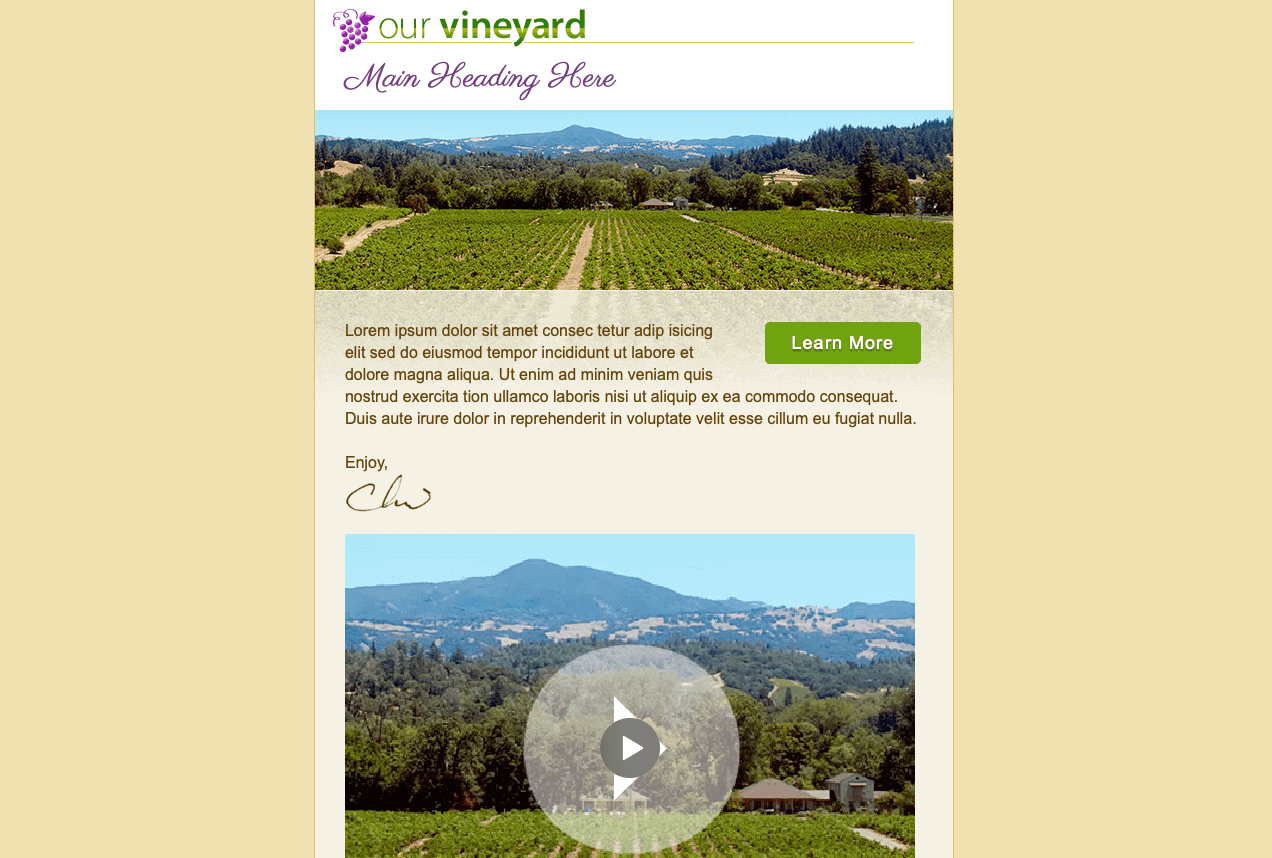 our vineyard
Main Heading Here
Lorem ipsum dolor sit amet consec tetur adip isicing
elit sed do eiusmod tempor incididunt ut labore et
dolore magna aliqua. Ut enim ad minim veniam quis
nostrud exercita tion ullamco laboris nisi ut aliquip ex ea commodo consequat.
Duis aute irure dolor in reprehenderit in voluptate velit esse cillum eu fugiat nulla.
Learn More
Enjoy,